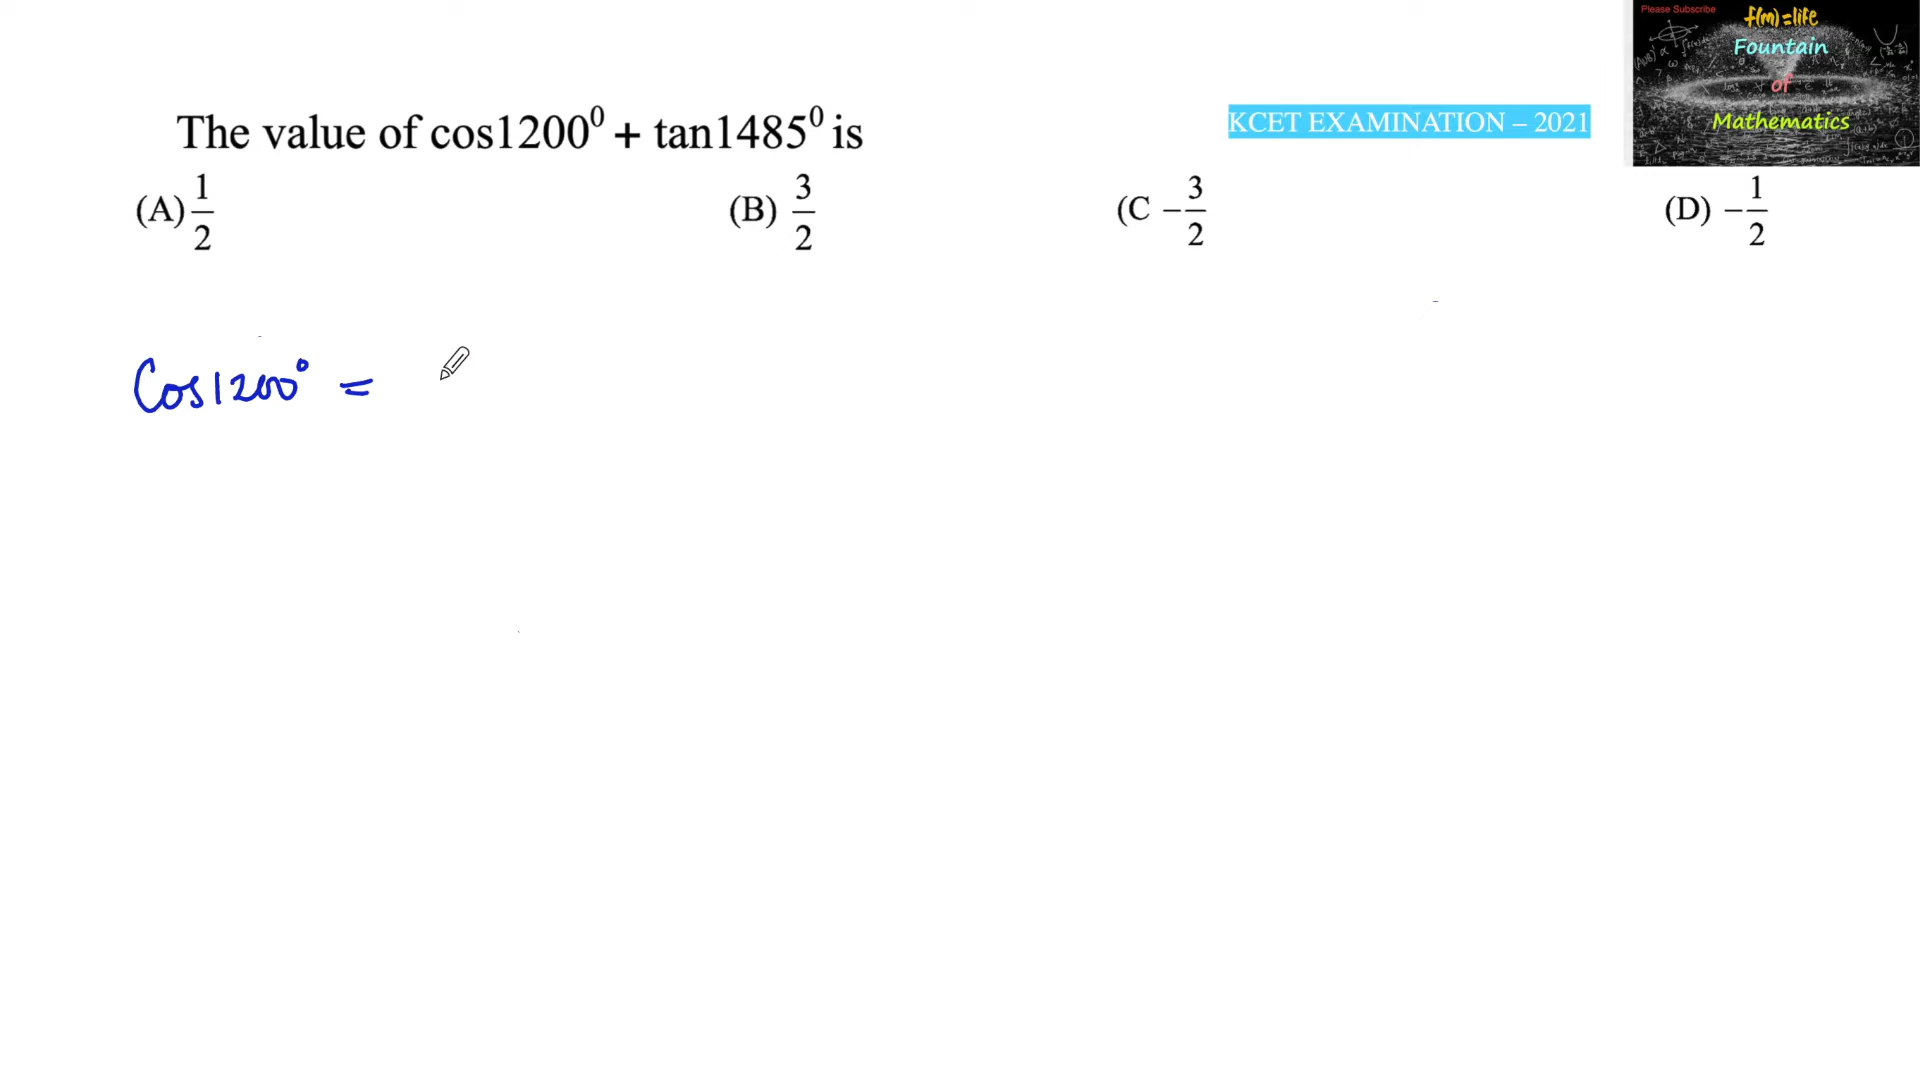 Please Subscribe
f(m)=life
Fountain
of
Mathematics
The value of cos1200⁰ + tan1485⁰ is
KCET EXAMINATION – 2021
(A) 1/2 (B) 3/2 (C −3/2 (D) −1/2
Cos1200° =